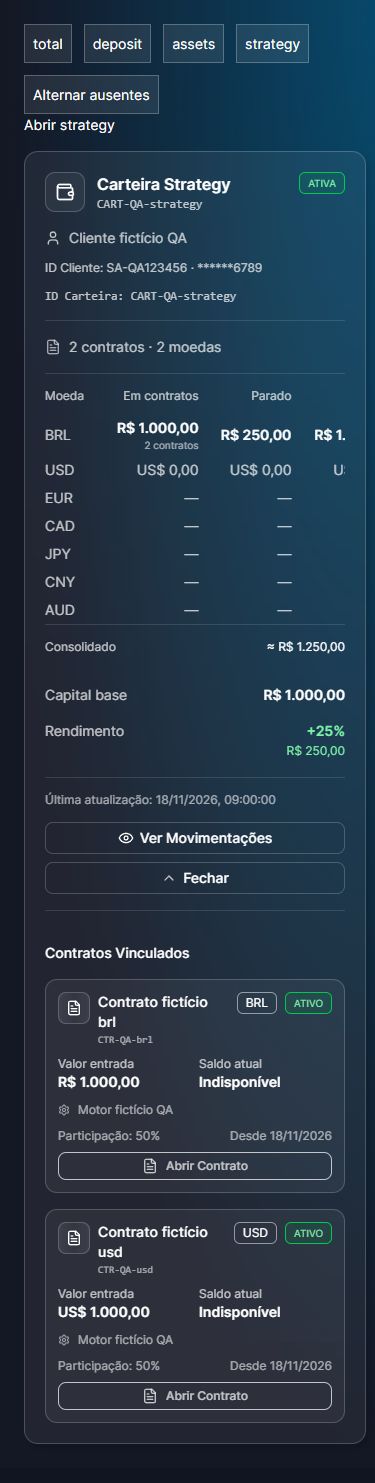 total deposit assets strategy
Alternar ausentes
Abrir strategy
Carteira Strategy ATIVA
CART-QA-strategy
Cliente fictício QA
ID Cliente: SA-QA123456 · ******6789
ID Carteira: CART-QA-strategy
2 contratos · 2 moedas
Moeda Em contratos Parado
BRL R$ 1.000,00 R$ 250,00 R$ 1.
2 contratos
USD US$ 0,00 US$ 0,00
EUR — —
CAD — —
JPY — —
CNY — —
AUD — —
Consolidado ≈ R$ 1.250,00
Capital base R$ 1.000,00
Rendimento +25%
R$ 250,00
Última atualização: 18/11/2026, 09:00:00
Ver Movimentações
Fechar
Contratos Vinculados
Contrato fictício BRL ATIVO
brl
CTR-QA-brl
Valor entrada Saldo atual
R$ 1.000,00 Indisponível
Motor fictício QA
Participação: 50% Desde 18/11/2026
Abrir Contrato
Contrato fictício USD ATIVO
usd
CTR-QA-usd
Valor entrada Saldo atual
US$ 1.000,00 Indisponível
Motor fictício QA
Participação: 50% Desde 18/11/2026
Abrir Contrato